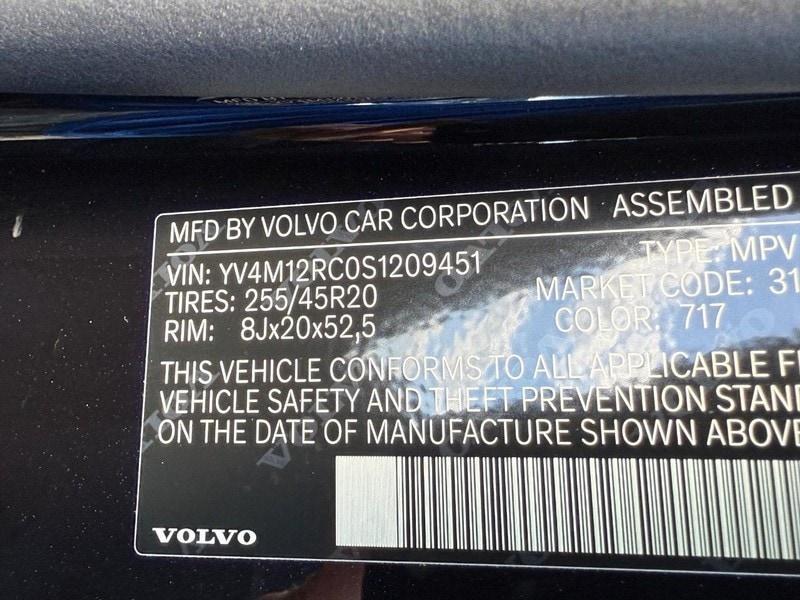 MFD BY VOLVO CAR CORPORATION ASSEMBLED
VIN: YV4M12RC0S1209451 TYPE: MPV
TIRES: 255/45R20 MARKET CODE: 31
RIM: 8Jx20x52,5 COLOR: 717
THIS VEHICLE CONFORMS TO ALL APPLICABLE F
VEHICLE SAFETY AND THEFT PREVENTION STAN
ON THE DATE OF MANUFACTURE SHOWN ABOVE
VOLVO